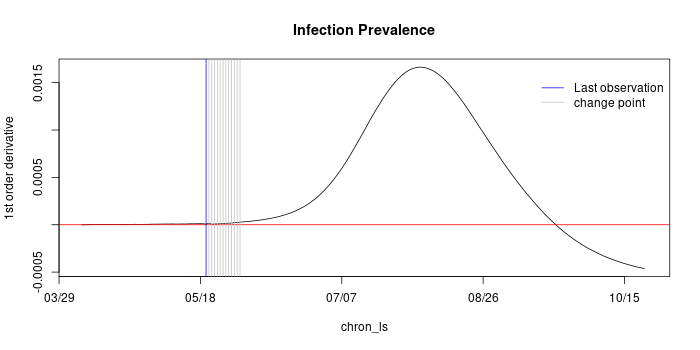 Infection Prevalence
1st order derivative
0.0015
0.0005
-0.0005
Last observation
change point
03/29 05/18 07/07 08/26 10/15
chron_ls